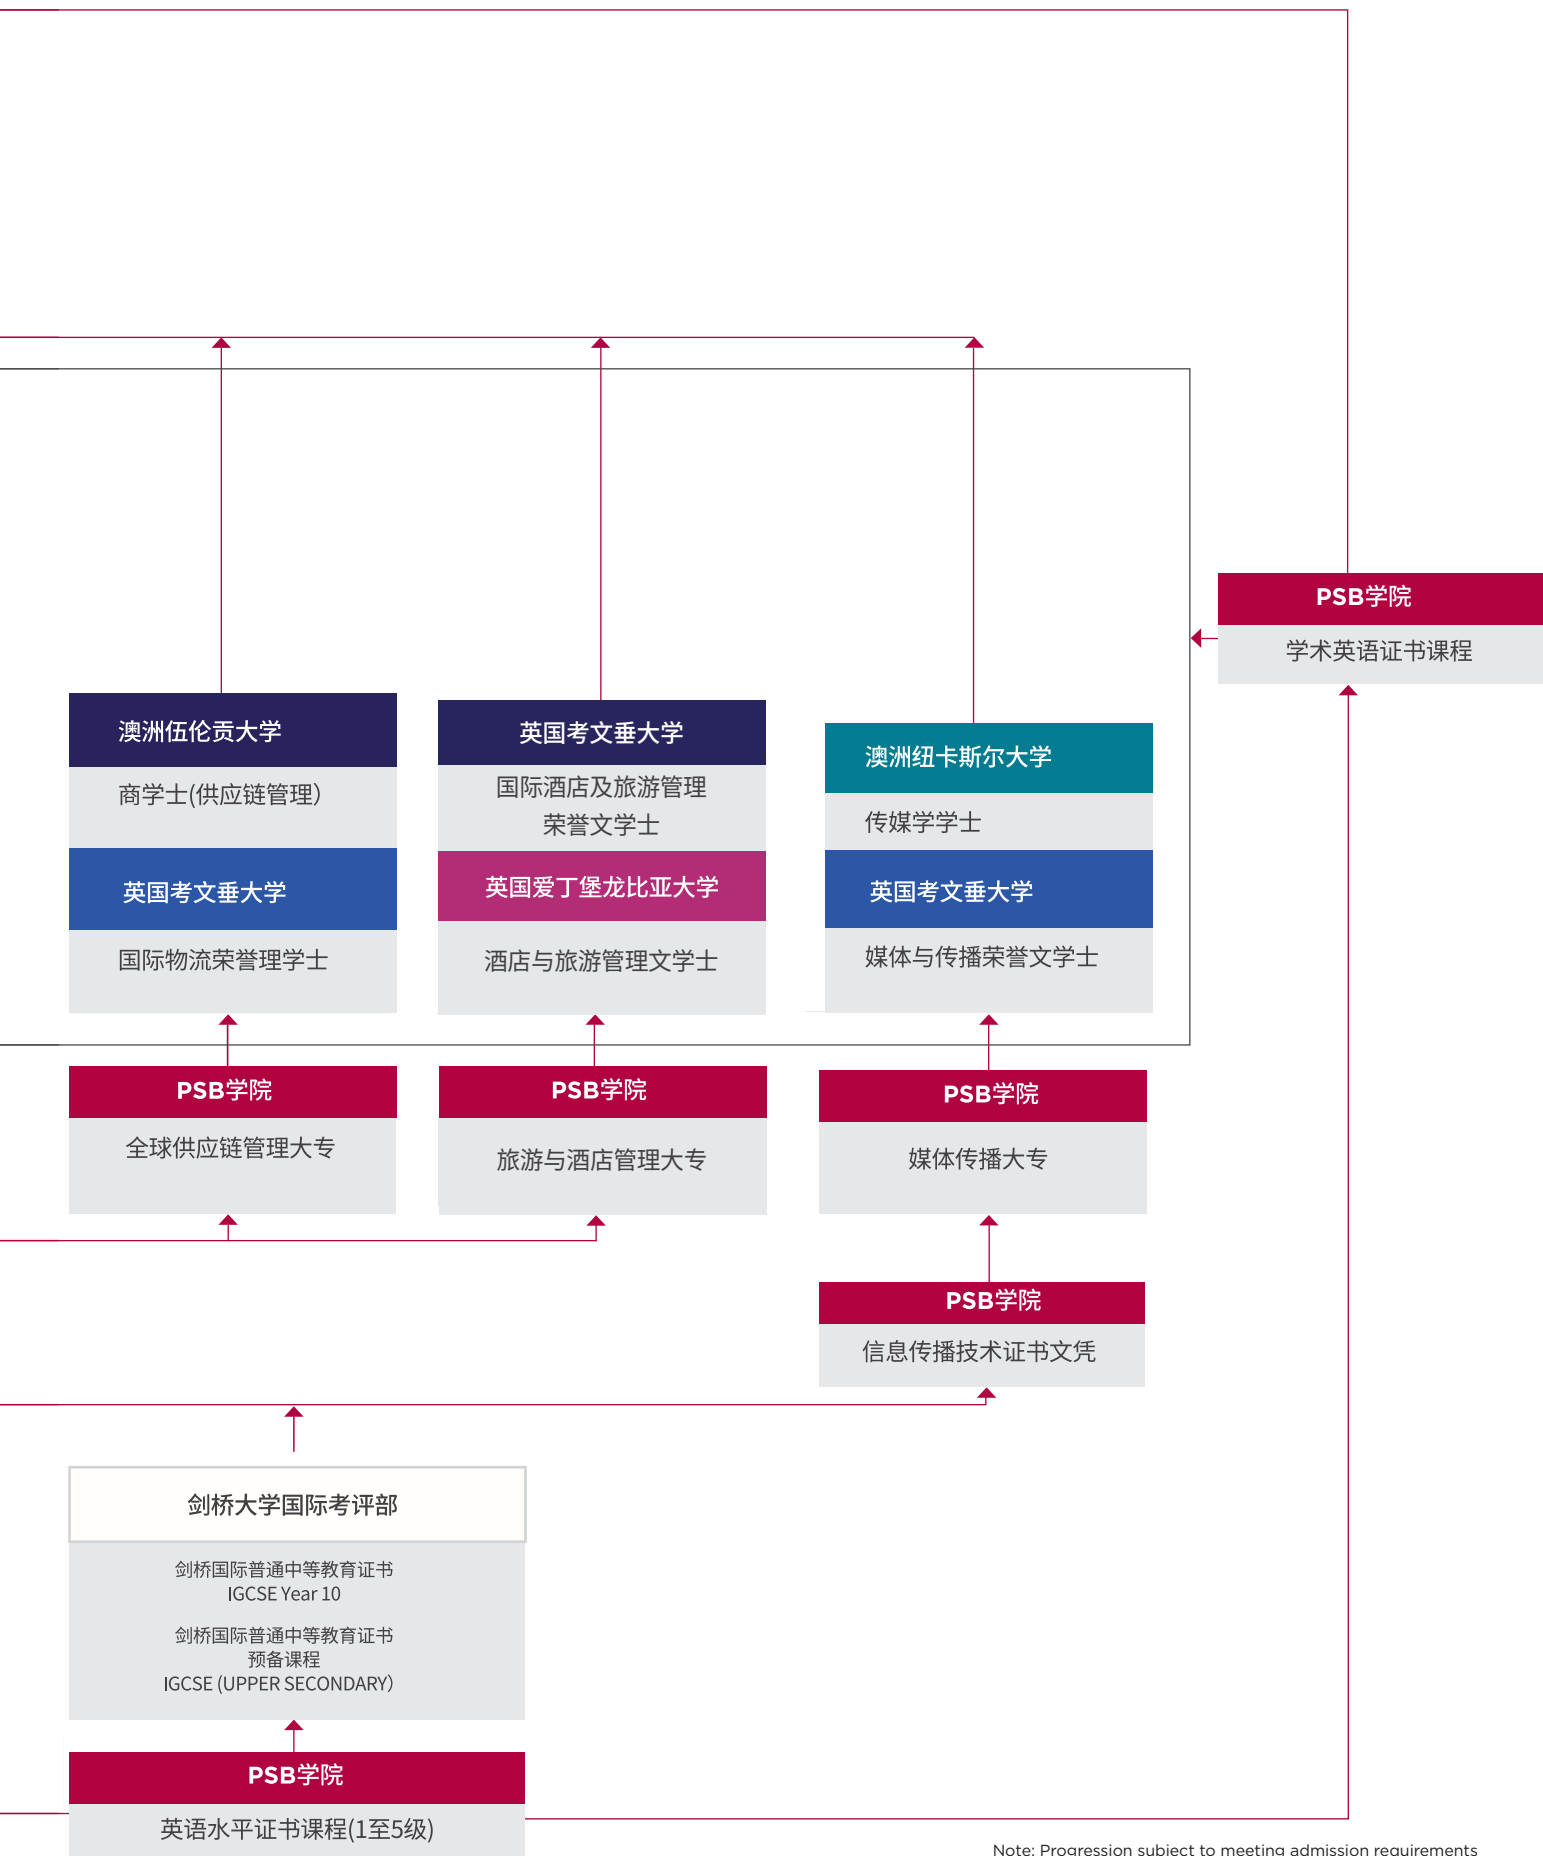 PSB学院
学术英语证书课程
澳洲伍伦贡大学
商学士(供应链管理）
英国考文垂大学
国际物流荣誉理学士
英国考文垂大学
国际酒店及旅游管理
荣誉文学士
英国爱丁堡龙比亚大学
酒店与旅游管理文学士
澳洲纽卡斯尔大学
传媒学学士
英国考文垂大学
媒体与传播荣誉文学士
PSB学院
全球供应链管理大专
PSB学院
旅游与酒店管理大专
PSB学院
媒体传播大专
PSB学院
信息传播技术证书文凭
剑桥大学国际考评部
剑桥国际普通中等教育证书
IGCSE Year 10
剑桥国际普通中等教育证书
预备课程
IGCSE (UPPER SECONDARY）
PSB学院
英语水平证书课程(1至5级)
Note: Progression subject to meeting admission requirements